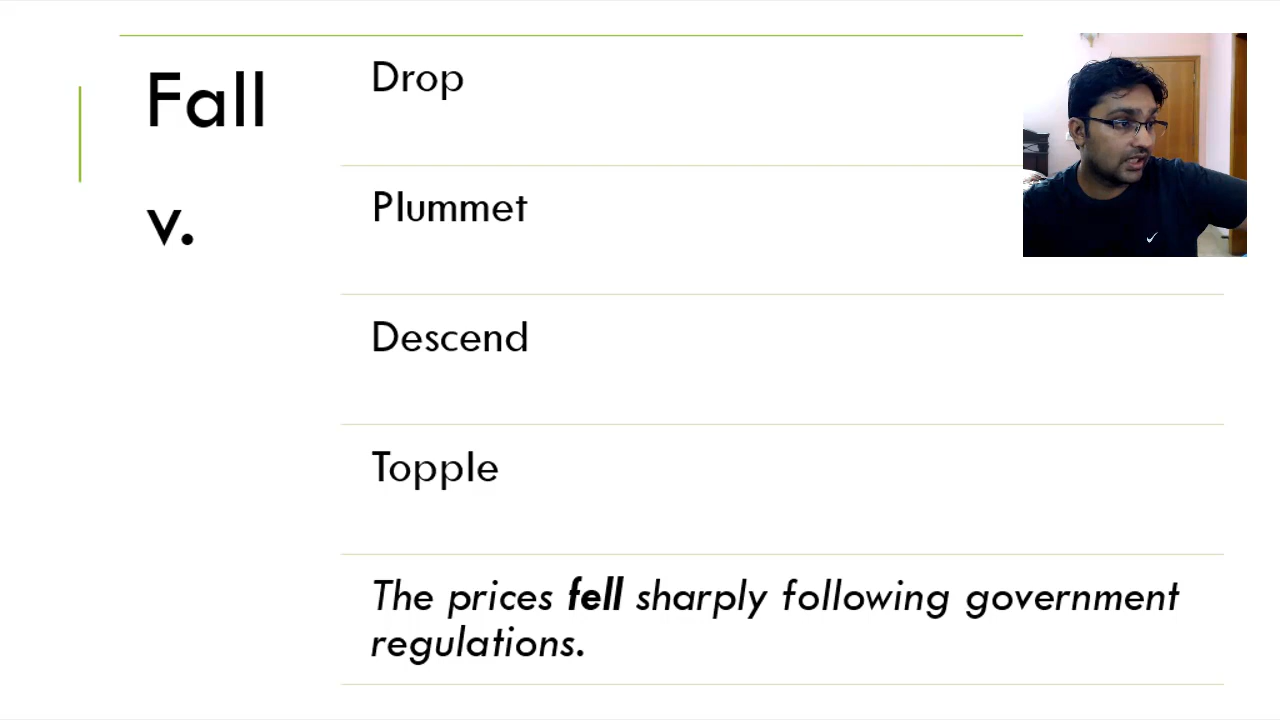 Fall
v.
Drop
Plummet
Descend
Topple
The prices fell sharply following government
regulations.